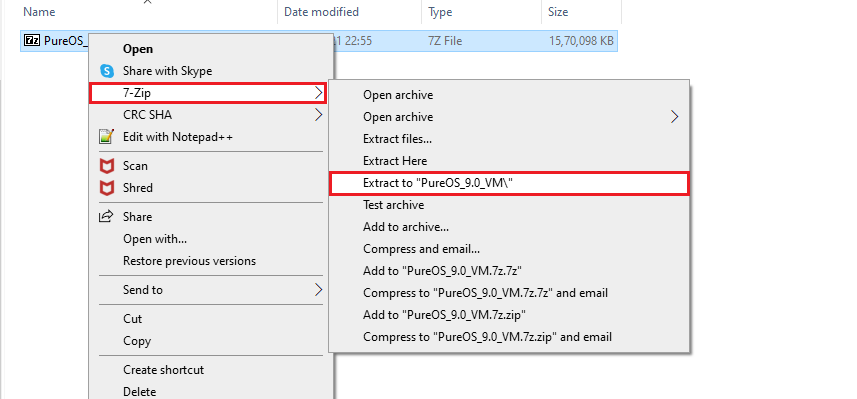 Name Date modified Type Size
7z PureOS_ 1 22:55 7Z File 15,70,098 KB
Open
Share with Skype
7-Zip
CRC SHA
Edit with Notepad++
Scan
Shred
Share
Open with...
Restore previous versions
Send to
Cut
Copy
Create shortcut
Delete
Open archive
Open archive
Extract files...
Extract Here
Extract to "PureOS_9.0_VM\"
Test archive
Add to archive...
Compress and email...
Add to "PureOS_9.0_VM.7z.7z"
Compress to "PureOS_9.0_VM.7z.7z" and email
Add to "PureOS_9.0_VM.7z.zip"
Compress to "PureOS_9.0_VM.7z.zip" and email